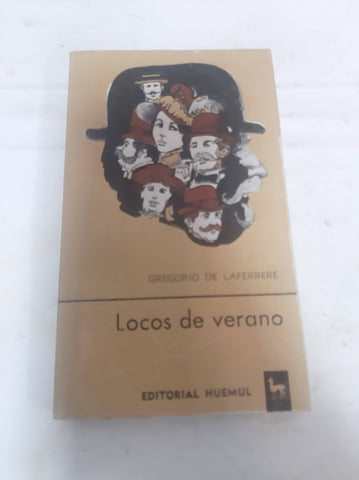 GREGORIO DE LAFERRERE
Locos de verano
EDITORIAL HUEMUL